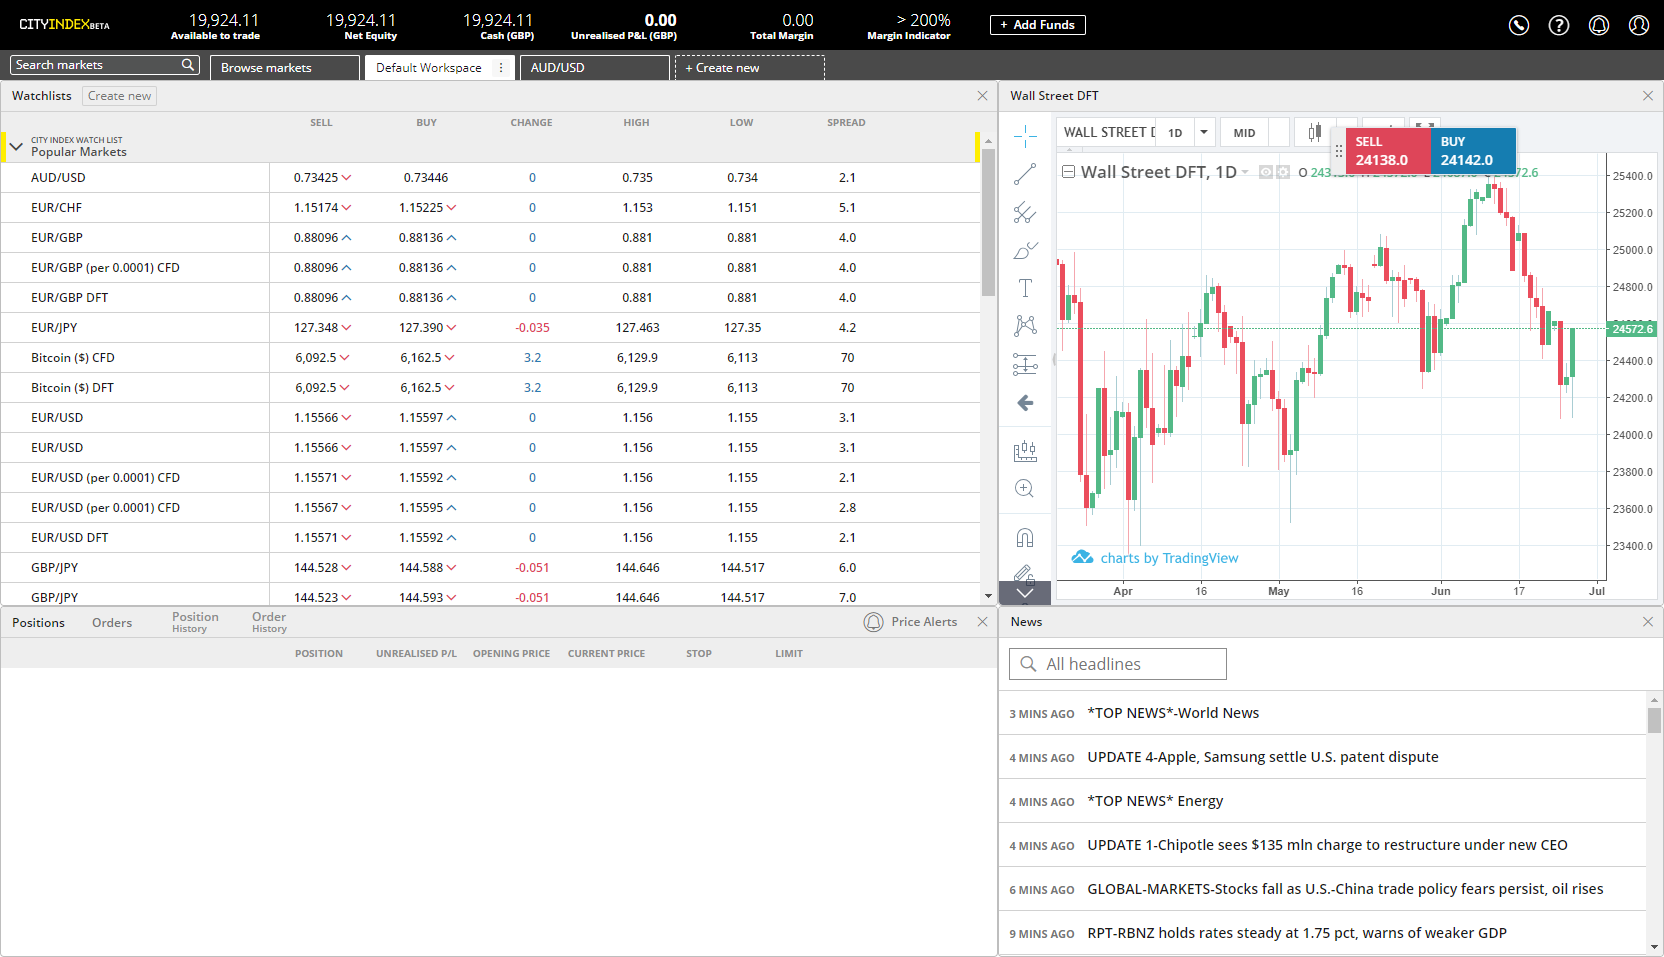 CITYINDEX BETA
19,924.11 19,924.11 19,924.11 0.00 0.00 > 200%
Available to trade Net Equity Cash (GBP) Unrealised P&L (GBP) Total Margin Margin Indicator
+ Add Funds
Search markets Browse markets Default Workspace AUD/USD + Create new
Watchlists Create new
SELL BUY CHANGE HIGH LOW SPREAD
CITY INDEX WATCH LIST
Popular Markets
AUD/USD 0.73425 0.73446 0 0.735 0.734 2.1
EUR/CHF 1.15174 1.15225 0 1.153 1.151 5.1
EUR/GBP 0.88096 0.88136 0 0.881 0.881 4.0
EUR/GBP (per 0.0001) CFD 0.88096 0.88136 0 0.881 0.881 4.0
EUR/GBP DFT 0.88096 0.88136 0 0.881 0.881 4.0
EUR/JPY 127.348 127.390 -0.035 127.463 127.35 4.2
Bitcoin ($) CFD 6,092.5 6,162.5 3.2 6,129.9 6,113 70
Bitcoin ($) DFT 6,092.5 6,162.5 3.2 6,129.9 6,113 70
EUR/USD 1.15566 1.15597 0 1.156 1.155 3.1
EUR/USD 1.15566 1.15597 0 1.156 1.155 3.1
EUR/USD (per 0.0001) CFD 1.15571 1.15592 0 1.156 1.155 2.1
EUR/USD (per 0.0001) CFD 1.15567 1.15595 0 1.156 1.155 2.8
EUR/USD DFT 1.15571 1.15592 0 1.156 1.155 2.1
GBP/JPY 144.528 144.588 -0.051 144.646 144.517 6.0
GBP/JPY 144.523 144.593 -0.051 144.646 144.517 7.0
Wall Street DFT
WALL STREET 1D MID
SELL BUY
24138.0 24142.0
Wall Street DFT, 1D O
25400.0
25200.0
25000.0
24800.0
24572.6
24400.0
24200.0
24000.0
23800.0
23600.0
23400.0
charts by TradingView
Apr 16 May 16 Jun 17 Jul
Positions Orders Position History Order History Price Alerts
POSITION UNREALISED P/L OPENING PRICE CURRENT PRICE STOP LIMIT
News
All headlines
3 MINS AGO *TOP NEWS*-World News
4 MINS AGO UPDATE 4-Apple, Samsung settle U.S. patent dispute
4 MINS AGO *TOP NEWS* Energy
4 MINS AGO UPDATE 1-Chipotle sees $135 mln charge to restructure under new CEO
6 MINS AGO GLOBAL-MARKETS-Stocks fall as U.S.-China trade policy fears persist, oil rises
9 MINS AGO RPT-RBNZ holds rates steady at 1.75 pct, warns of weaker GDP